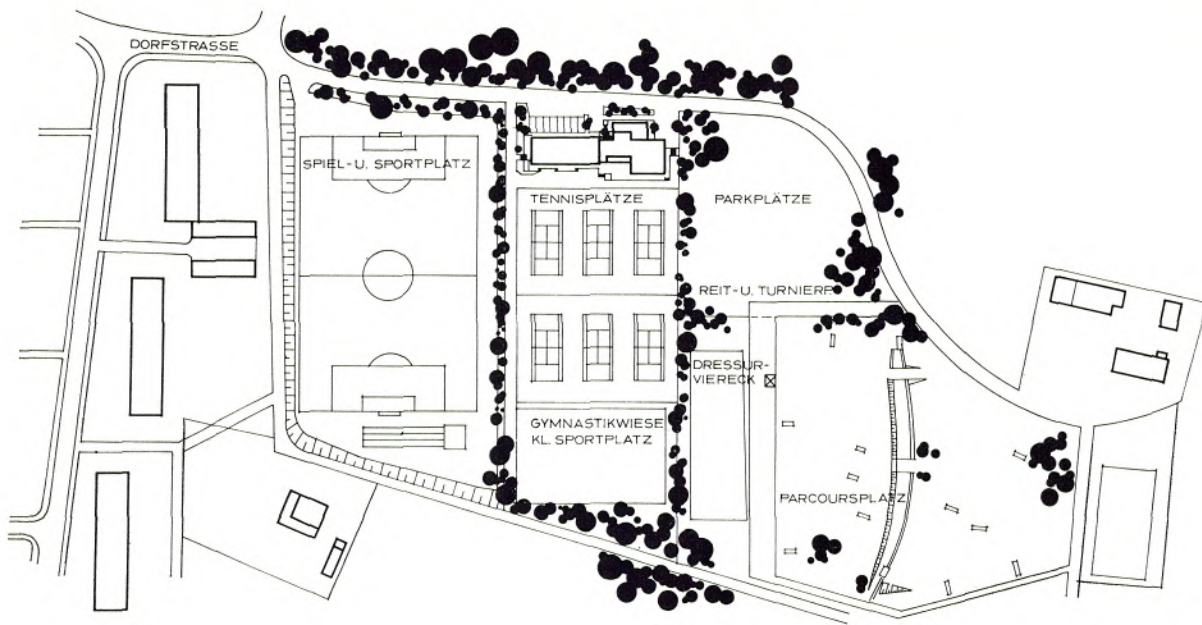 DORFSTRASSE
SPIEL- U. SPORTPLATZ
TENNISPLÄTZE
PARKPLÄTZE
REIT- U. TURNIERP.
DRESSUR-
VIERECK
GYMNASTIKWIESE
KL. SPORTPLATZ
PARCOURSPLATZ